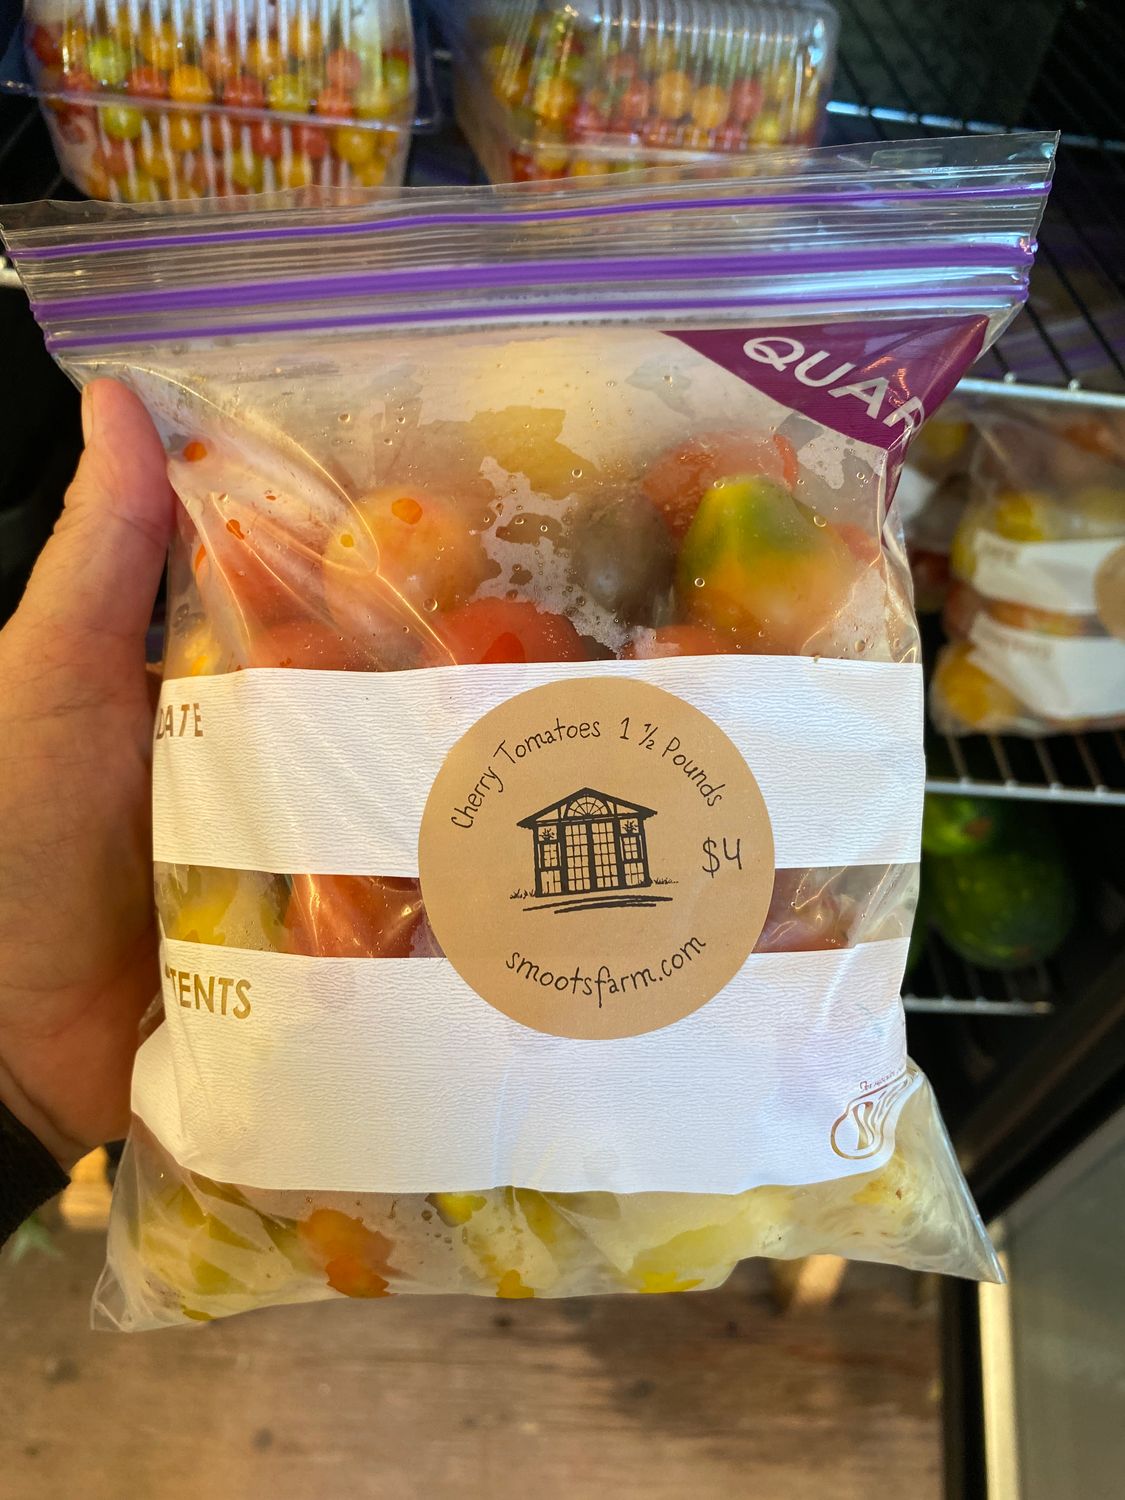 QUAR
DATE
Cherry Tomatoes 1 ½ Pounds
$4
smootsfarm.com
TENTS